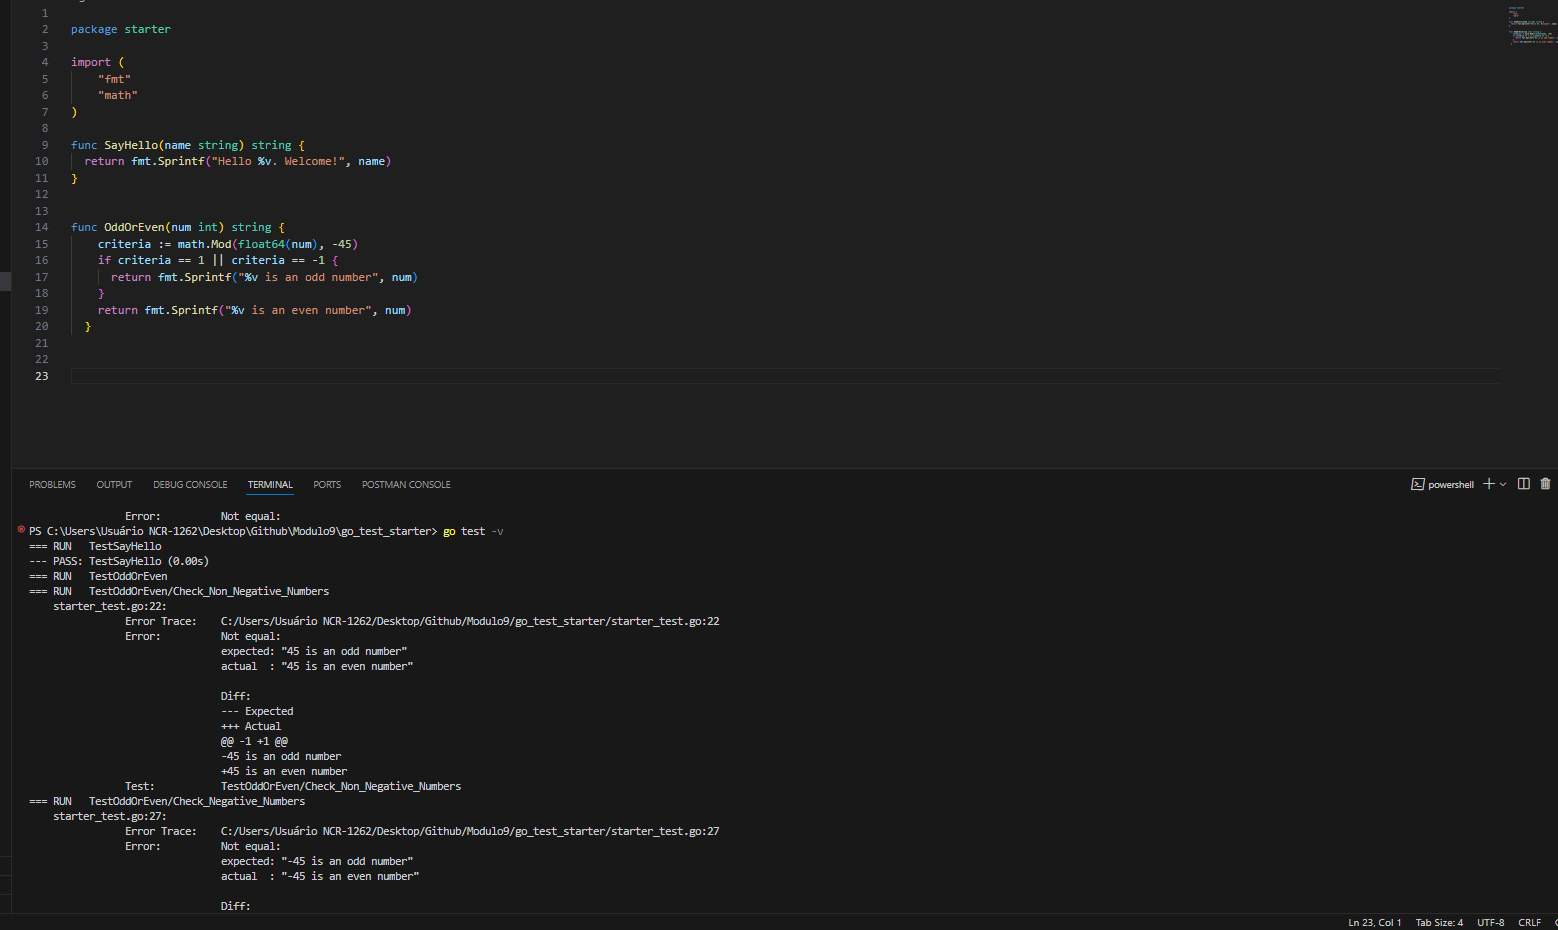 1
2 package starter
3
4 import (
5 "fmt"
6 "math"
7 )
8
9 func SayHello(name string) string {
10 return fmt.Sprintf("Hello %v. Welcome!", name)
11 }
12
13
14 func OddOrEven(num int) string {
15 criteria := math.Mod(float64(num), -45)
16 if criteria == 1 || criteria == -1 {
17 return fmt.Sprintf("%v is an odd number", num)
18 }
19 return fmt.Sprintf("%v is an even number", num)
20 }
21
22
23
PROBLEMS OUTPUT DEBUG CONSOLE TERMINAL PORTS POSTMAN CONSOLE powershell
Error: Not equal:
PS C:\Users\Usuário NCR-1262\Desktop\Github\Modulo9\go_test_starter> go test -v
=== RUN TestSayHello
--- PASS: TestSayHello (0.00s)
=== RUN TestOddOrEven
=== RUN TestOddOrEven/Check_Non_Negative_Numbers
starter_test.go:22:
Error Trace: C:/Users/Usuário NCR-1262/Desktop/Github/Modulo9/go_test_starter/starter_test.go:22
Error: Not equal:
expected: "45 is an odd number"
actual : "45 is an even number"
Diff:
--- Expected
+++ Actual
@@ -1 +1 @@
-45 is an odd number
+45 is an even number
Test: TestOddOrEven/Check_Non_Negative_Numbers
=== RUN TestOddOrEven/Check_Negative_Numbers
starter_test.go:27:
Error Trace: C:/Users/Usuário NCR-1262/Desktop/Github/Modulo9/go_test_starter/starter_test.go:27
Error: Not equal:
expected: "-45 is an odd number"
actual : "-45 is an even number"
Diff:
Ln 23, Col 1 Tab Size: 4 UTF-8 CRLF